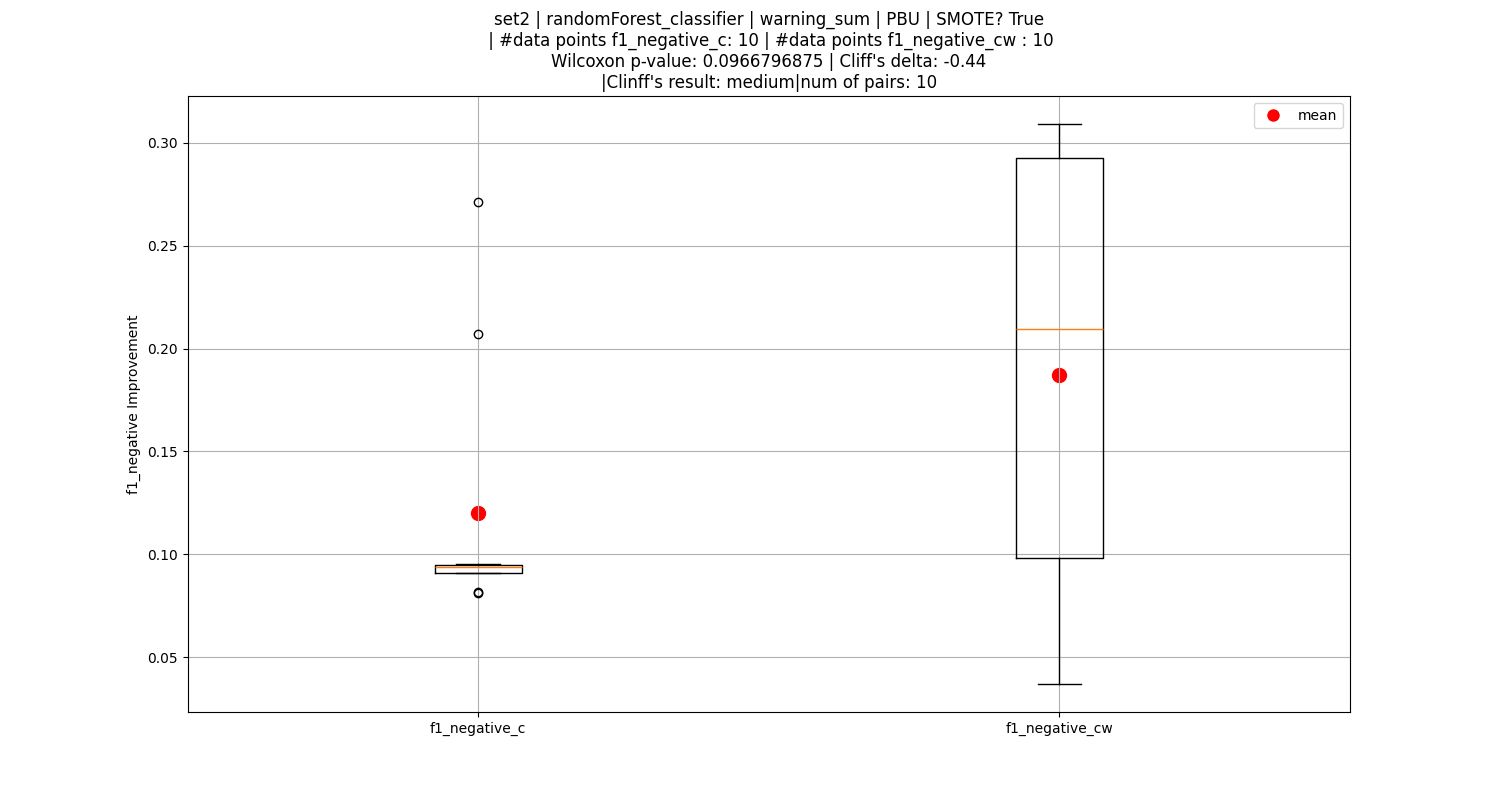 set2 | randomForest_classifier | warning_sum | PBU | SMOTE? True
| #data points f1_negative_c: 10 | #data points f1_negative_cw : 10
Wilcoxon p-value: 0.0966796875 | Cliff's delta: -0.44
|Clinff's result: medium|num of pairs: 10
mean
0.30
0.25
0.20
0.15
0.10
0.05
f1_negative Improvement
f1_negative_c
f1_negative_cw